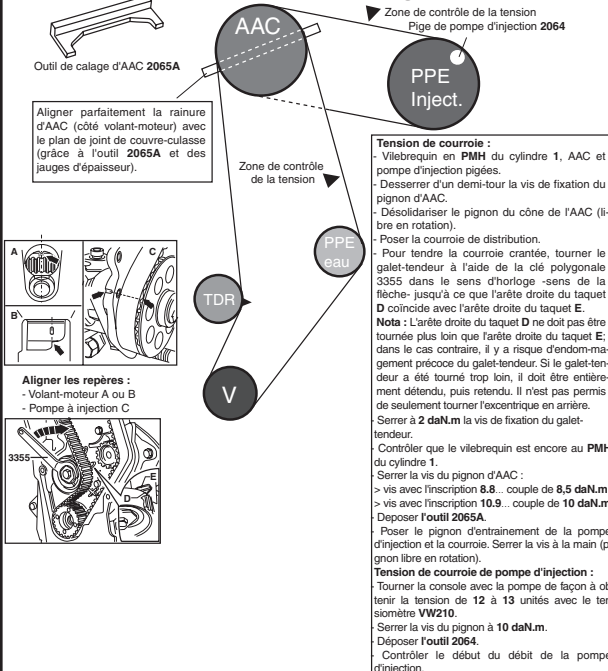 Zone de contrôle de la tension
Pige de pompe d'injection 2064
AAC
PPE
Inject.
Outil de calage d'AAC 2065A
Aligner parfaitement la rainure
d'AAC (côté volant-moteur) avec
le plan de joint de couvre-culasse
(grâce à l'outil 2065A et des
jauges d'épaisseur).
Zone de contrôle
de la tension
PPE
eau
TDR
V
A
C
B
Aligner les repères :
- Volant-moteur A ou B
- Pompe à injection C
3355
E
D
Tension de courroie :
- Vilebrequin en PMH du cylindre 1, AAC et
pompe d'injection pigées.
- Desserrer d'un demi-tour la vis de fixation du
pignon d'AAC.
- Désolidariser le pignon du cône de l'AAC (li-
bre en rotation).
- Poser la courroie de distribution.
- Pour tendre la courroie crantée, tourner le
galet-tendeur à l'aide de la clé polygonale
3355 dans le sens d'horloge -sens de la
flèche- jusqu'à ce que l'arête droite du taquet
D coïncide avec l'arête droite du taquet E.
Nota : L'arête droite du taquet D ne doit pas être
tournée plus loin que l'arête droite du taquet E;
dans le cas contraire, il y a risque d'endom-ma-
gement précoce du galet-tendeur. Si le galet-ten-
deur a été tourné trop loin, il doit être entière-
ment détendu, puis retendu. Il n'est pas permis
de seulement tourner l'excentrique en arrière.
- Serrer à 2 daN.m la vis de fixation du galet-
tendeur.
- Contrôler que le vilebrequin est encore au PMH
du cylindre 1.
- Serrer la vis du pignon d'AAC :
> vis avec l'inscription 8.8... couple de 8,5 daN.m
> vis avec l'inscription 10.9... couple de 10 daN.m
- Deposer l'outil 2065A.
- Poser le pignon d'entrainement de la pompe
d'injection et la courroie. Serrer la vis à la main (pi-
gnon libre en rotation).
Tension de courroie de pompe d'injection :
- Tourner la console avec la pompe de façon à ob-
tenir la tension de 12 à 13 unités avec le ten-
siomètre VW210.
- Serrer la vis du pignon à 10 daN.m.
- Déposer l'outil 2064.
- Contrôler le début du débit de la pompe
d'injection.